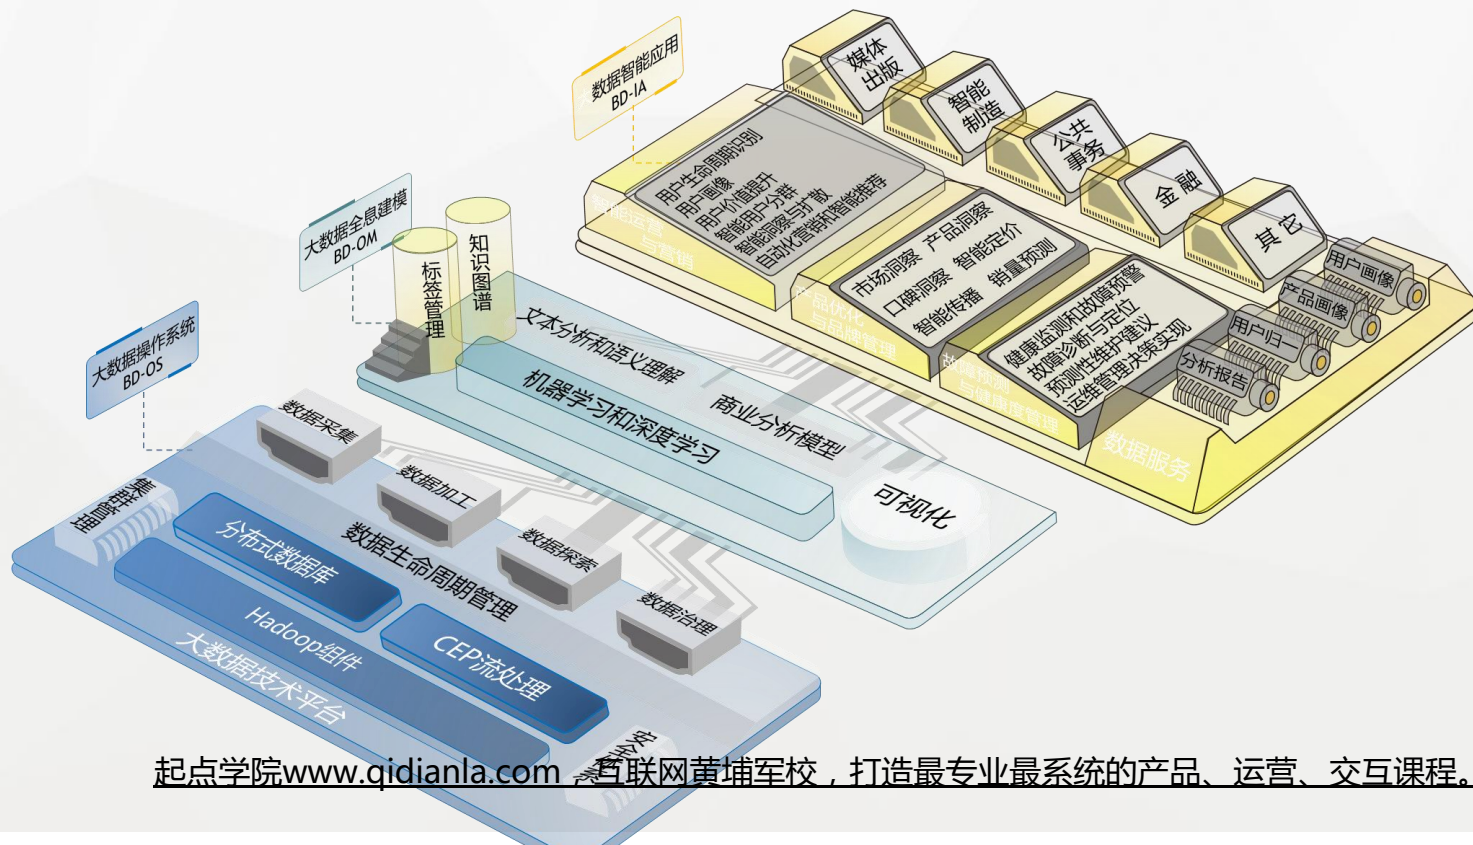 大数据智能应用
BD-IA
媒体
出版
智能
制造
公共
事务
金融
其它
用户生命周期识别
用户画像
用户价值提升
智能用户分群
智能洞察与扩散
自动化营销和智能推荐
智能运营
与营销
市场洞察 产品洞察
口碑洞察 智能定价
智能传播 销量预测
产品优化
与品牌管理
健康监测和故障预警
故障诊断与定位
预测性维护建议
运维管理决策实现
故障预测
与健康度管理
用户画像
产品画像
用户归一
分析报告
数据服务
大数据全息建模
BD-OM
标签管理
知识图谱
文本分析和语义理解
机器学习和深度学习
商业分析模型
可视化
大数据操作系统
BD-OS
数据采集
数据加工
数据探索
数据治理
数据生命周期管理
集群管理
分布式数据库
CEP流处理
Hadoop组件
大数据技术平台
安全
起点学院www.qidianla.com，互联网黄埔军校，打造最专业最系统的产品、运营、交互课程。